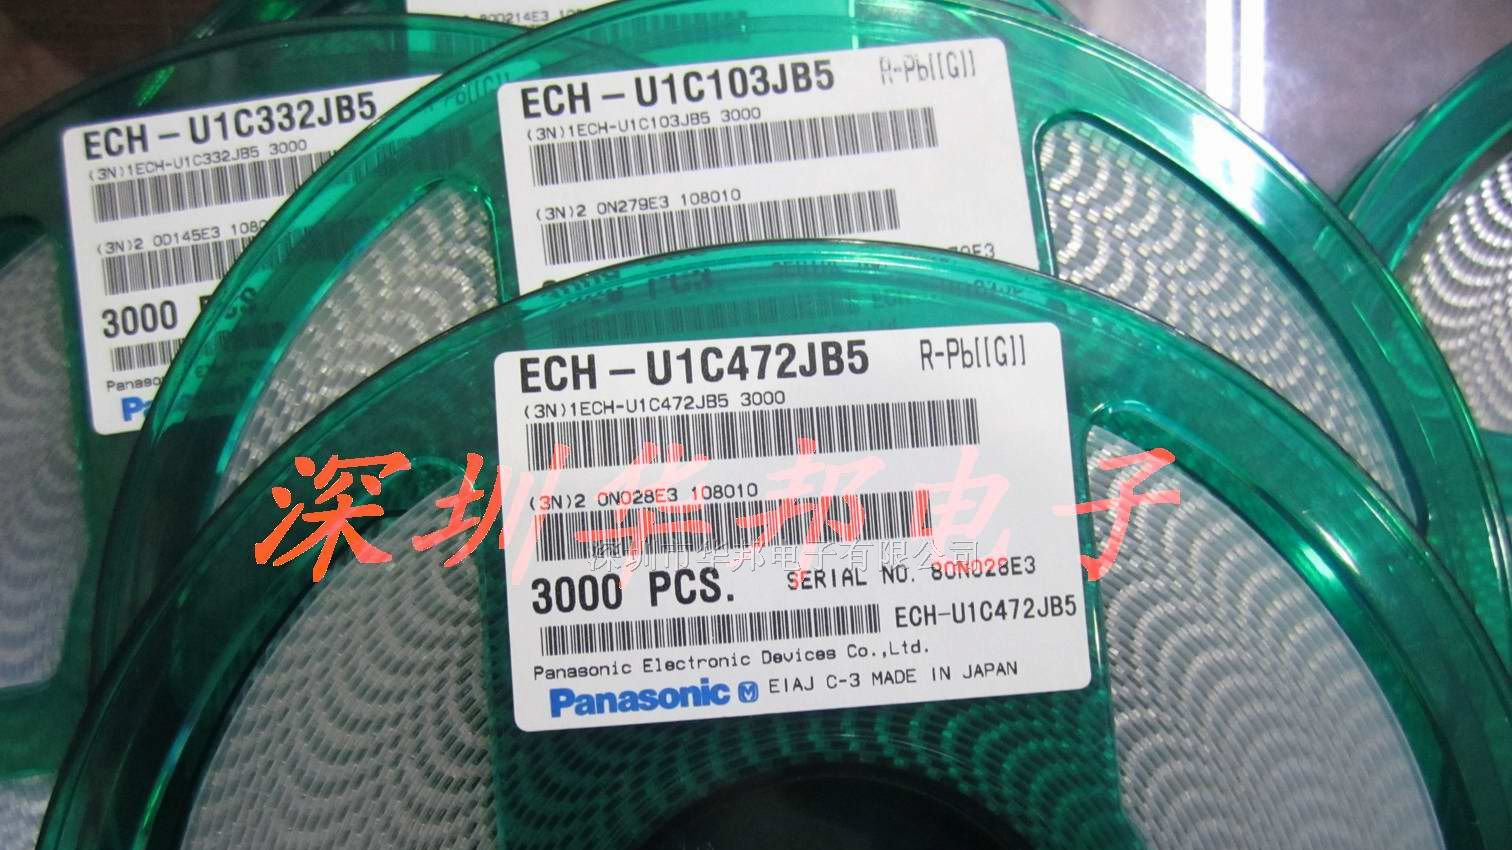 ECH-U1C332JB5
(3N)1ECH-U1C332JB5 3000
(3N)2 0D145E3
3000
ECH-U1C103JB5 R-Pb[[G]]
(3N)1ECH-U1C103JB5 3000
(3N)2 0N279E3 108010
ECH-U1C472JB5 R-Pb[[G]]
(3N)1ECH-U1C472JB5 3000
(3N)2 0N028E3 108010
3000 PCS. SERIAL NO. 80N028E3
ECH-U1C472JB5
Panasonic Electronic Devices Co.,Ltd.
Panasonic M EIAJ C-3 MADE IN JAPAN
深圳华邦电子
深圳市华邦电子有限公司